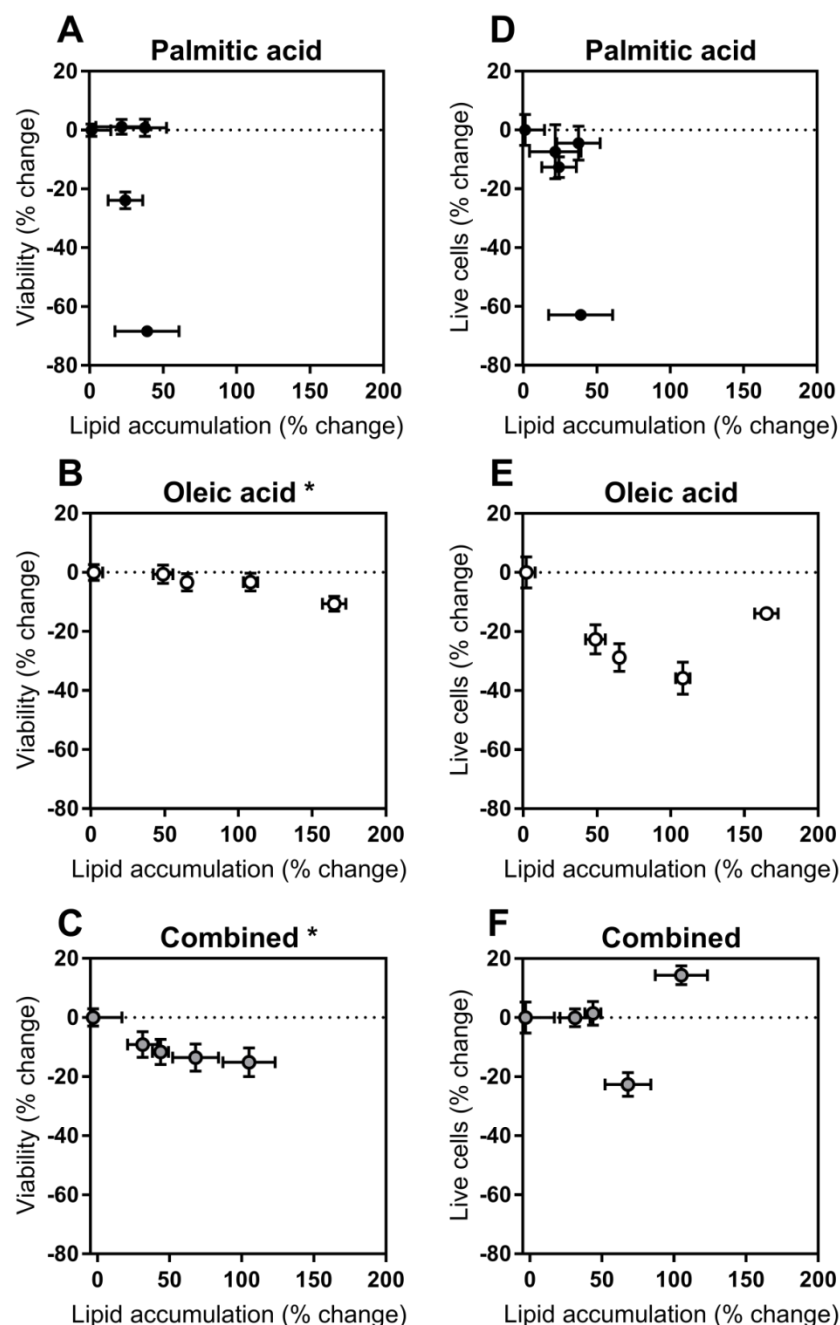 A
Palmitic acid
Viability (% change)
20
0
-20
-40
-60
-80
0 50 100 150 200
Lipid accumulation (% change)
D
Palmitic acid
Live cells (% change)
20
0
-20
-40
-60
-80
0 50 100 150 200
Lipid accumulation (% change)
B
Oleic acid *
Viability (% change)
20
0
-20
-40
-60
-80
0 50 100 150 200
Lipid accumulation (% change)
E
Oleic acid
Live cells (% change)
20
0
-20
-40
-60
-80
0 50 100 150 200
Lipid accumulation (% change)
C
Combined *
Viability (% change)
20
0
-20
-40
-60
-80
0 50 100 150 200
Lipid accumulation (% change)
F
Combined
Live cells (% change)
20
0
-20
-40
-60
-80
0 50 100 150 200
Lipid accumulation (% change)